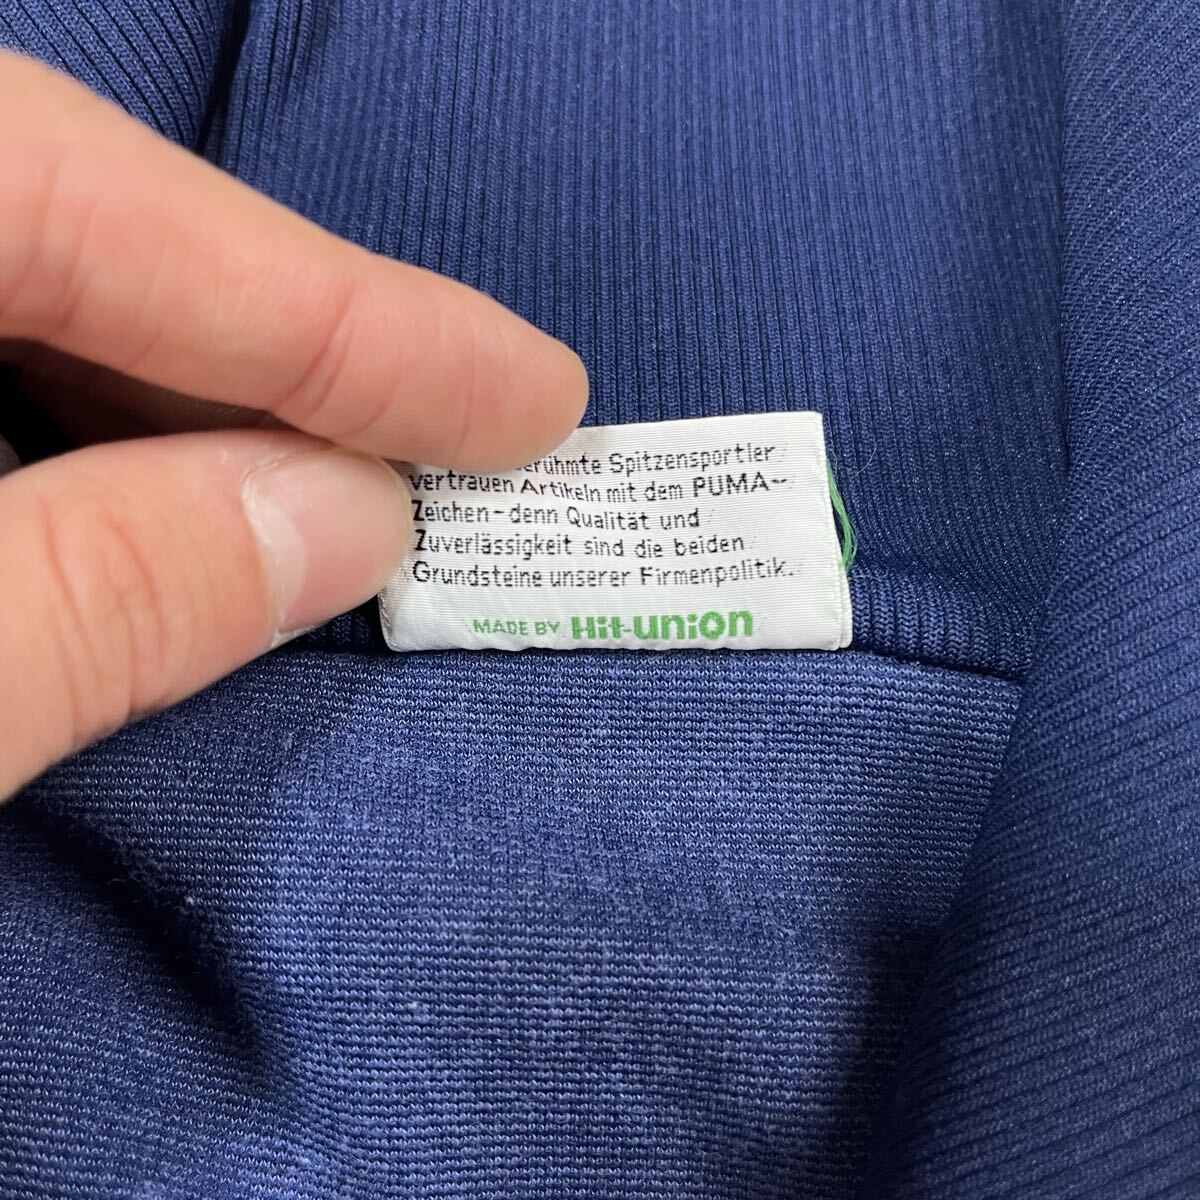 Spitzensportler
vertrauen Artikeln mit dem PUMA-
Zeichen-denn Qualität und
Zuverlässigkeit sind die beiden
Grundsteine unserer Firmenpolitik.
MADE BY Hit-union